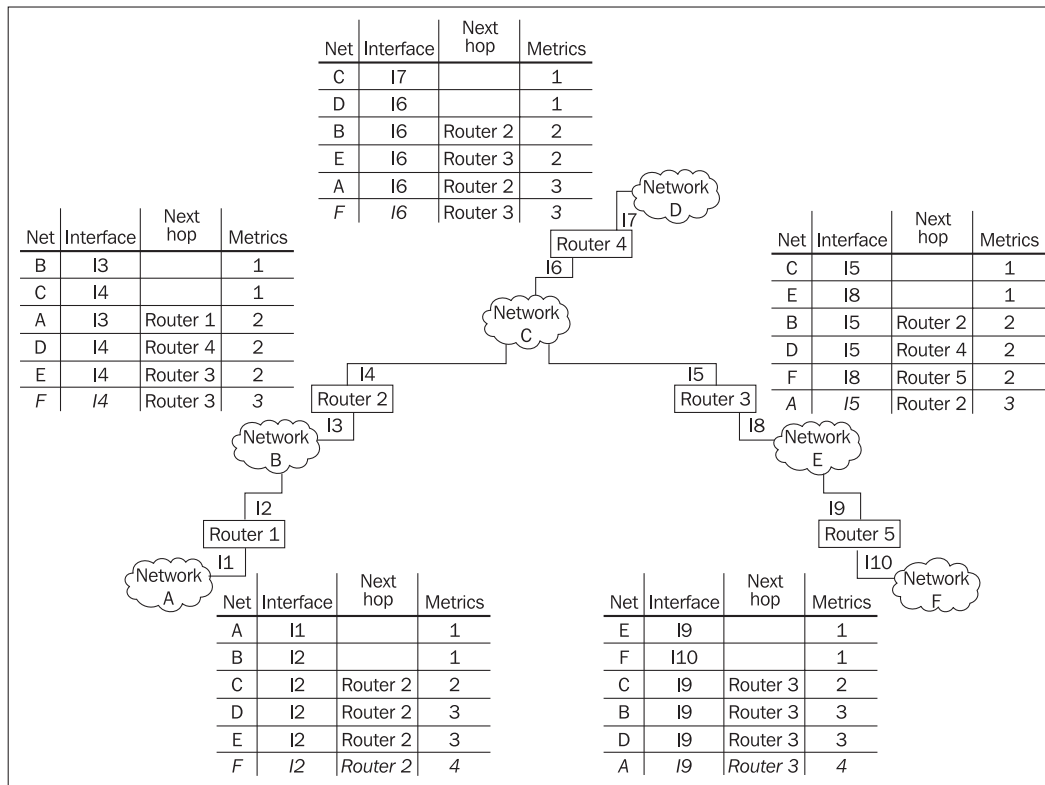 Net Interface Next hop Metrics
C I7 1
D I6 1
B I6 Router 2 2
E I6 Router 3 2
A I6 Router 2 3
F I6 Router 3 3
Network
D
I7
Router 4
I6
Network
C
Net Interface Next hop Metrics
B I3 1
C I4 1
A I3 Router 1 2
D I4 Router 4 2
E I4 Router 3 2
F I4 Router 3 3
Net Interface Next hop Metrics
C I5 1
E I8 1
B I5 Router 2 2
D I5 Router 4 2
F I8 Router 5 2
A I5 Router 2 3
I4
Router 2
I3
I5
Router 3
I8
Network
B
Network
E
I2
Router 1
I1
I9
Router 5
I10
Network
A
Network
F
Net Interface Next hop Metrics
A I1 1
B I2 1
C I2 Router 2 2
D I2 Router 2 3
E I2 Router 2 3
F I2 Router 2 4
Net Interface Next hop Metrics
E I9 1
F I10 1
C I9 Router 3 2
B I9 Router 3 3
D I9 Router 3 3
A I9 Router 3 4